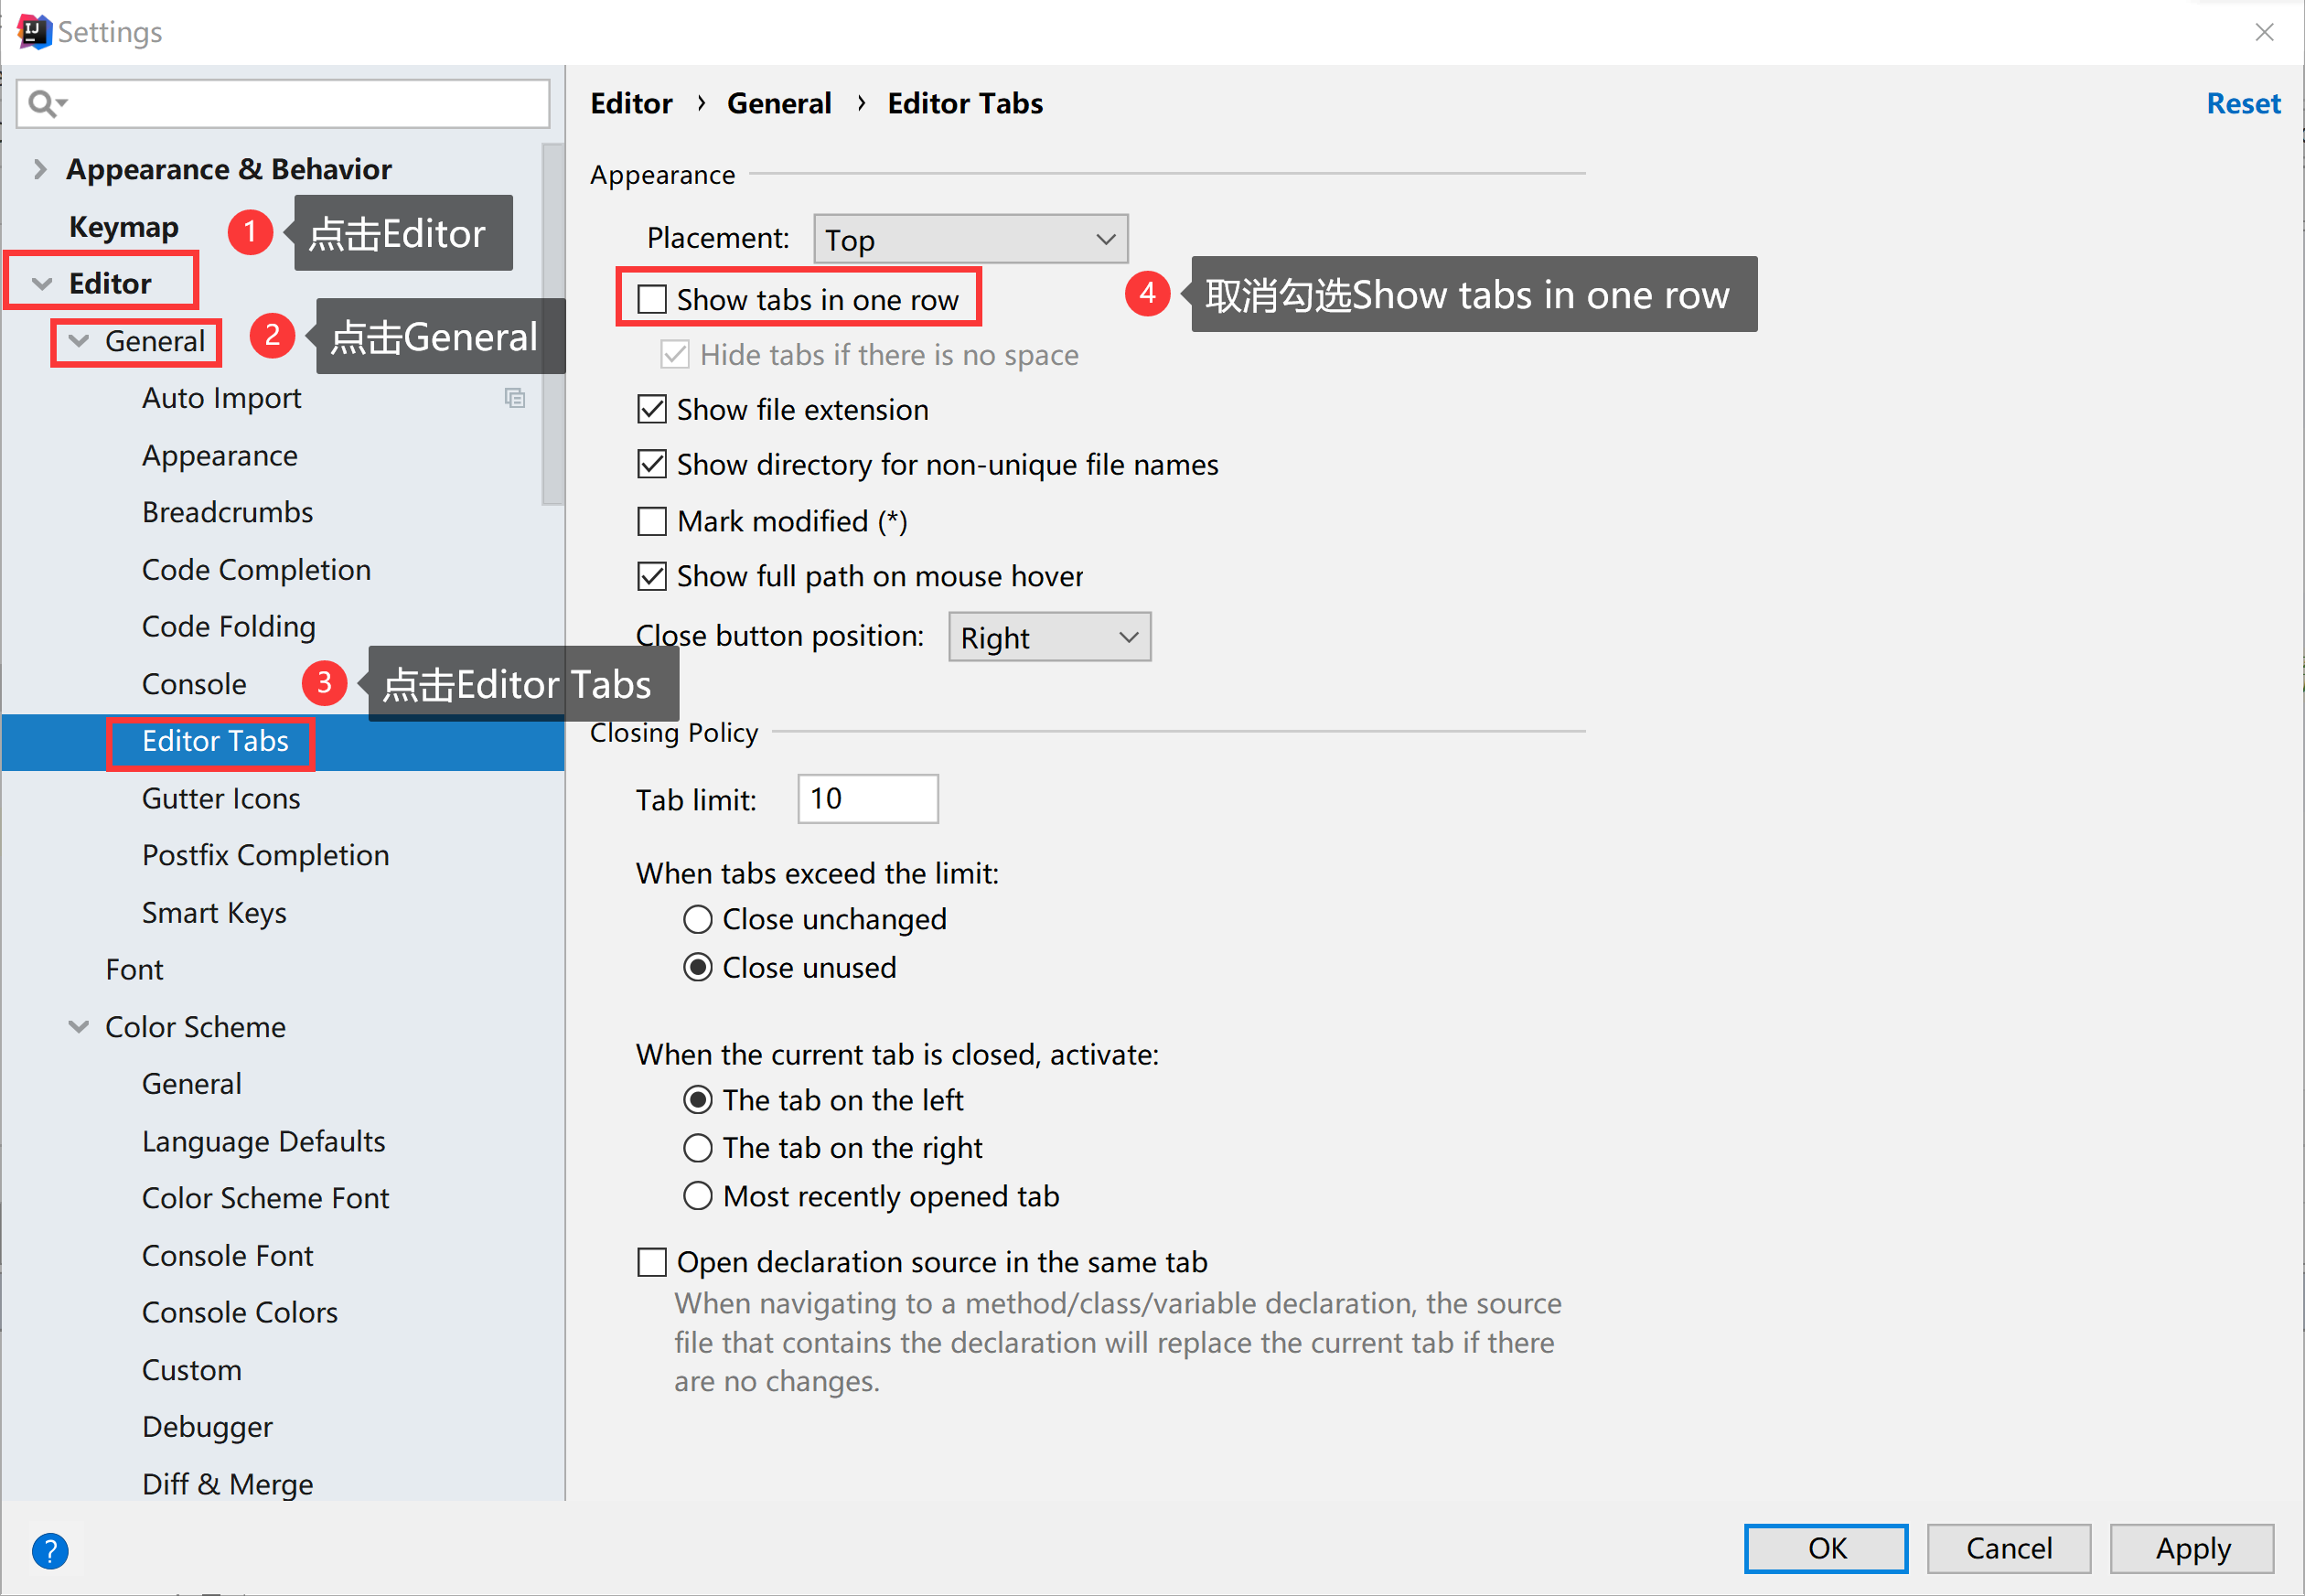 Settings
Appearance & Behavior
Keymap
1
点击Editor
Editor
General
2
点击General
Auto Import
Appearance
Breadcrumbs
Code Completion
Code Folding
Console
3
点击Editor Tabs
Editor Tabs
Gutter Icons
Postfix Completion
Smart Keys
Font
Color Scheme
General
Language Defaults
Color Scheme Font
Console Font
Console Colors
Custom
Debugger
Diff & Merge
Editor › General › Editor Tabs
Reset
Appearance
Placement: Top
Show tabs in one row
4
取消勾选Show tabs in one row
Hide tabs if there is no space
Show file extension
Show directory for non-unique file names
Mark modified (*)
Show full path on mouse hover
Close button position: Right
Closing Policy
Tab limit: 10
When tabs exceed the limit:
Close unchanged
Close unused
When the current tab is closed, activate:
The tab on the left
The tab on the right
Most recently opened tab
Open declaration source in the same tab
When navigating to a method/class/variable declaration, the source
file that contains the declaration will replace the current tab if there
are no changes.
?
OK
Cancel
Apply